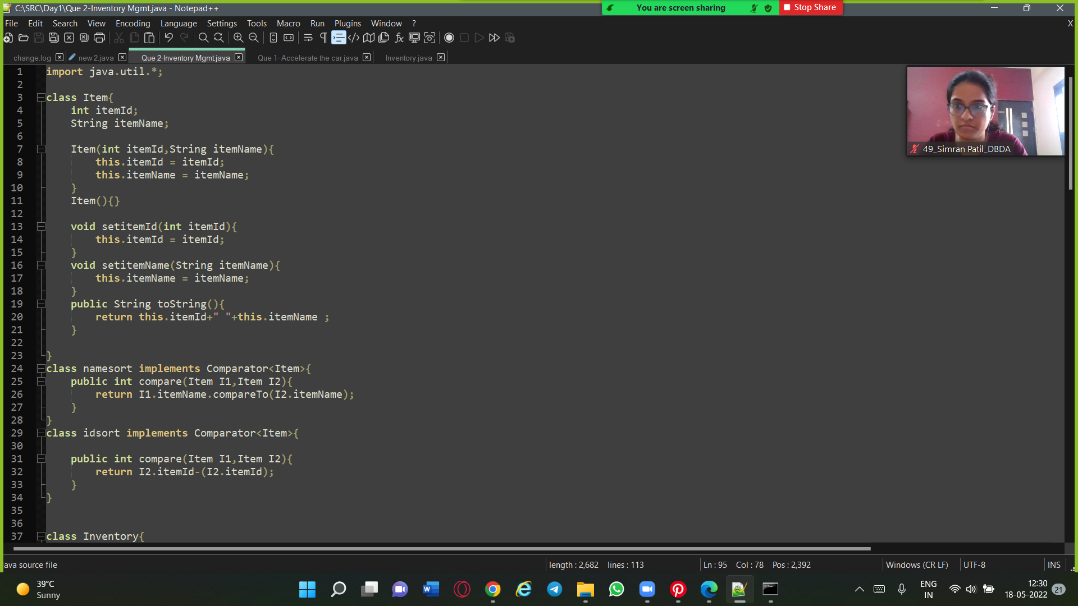 C:\SRC\Day1\Que 2-Inventory Mgmt.java - Notepad++
You are screen sharing
Stop Share
File Edit Search View Encoding Language Settings Tools Macro Run Plugins Window ?
X
change.log new 2.java Que 2-Inventory Mgmt.java Que 1- Accelerate the car.java Inventory.java
1 import java.util.*;
2
3 class Item{
4 int itemId;
5 String itemName;
6
7 Item(int itemId,String itemName){
8 this.itemId = itemId;
9 this.itemName = itemName;
10 }
11 Item(){}
12
13 void setitemId(int itemId){
14 this.itemId = itemId;
15 }
16 void setitemName(String itemName){
17 this.itemName = itemName;
18 }
19 public String toString(){
20 return this.itemId+" "+this.itemName ;
21 }
22
23 }
24 class namesort implements Comparator<Item>{
25 public int compare(Item I1,Item I2){
26 return I1.itemName.compareTo(I2.itemName);
27 }
28 }
29 class idsort implements Comparator<Item>{
30
31 public int compare(Item I1,Item I2){
32 return I2.itemId-(I2.itemId);
33 }
34 }
35
36
37 class Inventory{
49_Simran Patil_DBDA
ava source file length : 2,682 lines : 113 Ln : 95 Col : 78 Pos : 2,392 Windows (CR LF) UTF-8 INS
39°C
Sunny
ENG
IN
12:30
18-05-2022
21